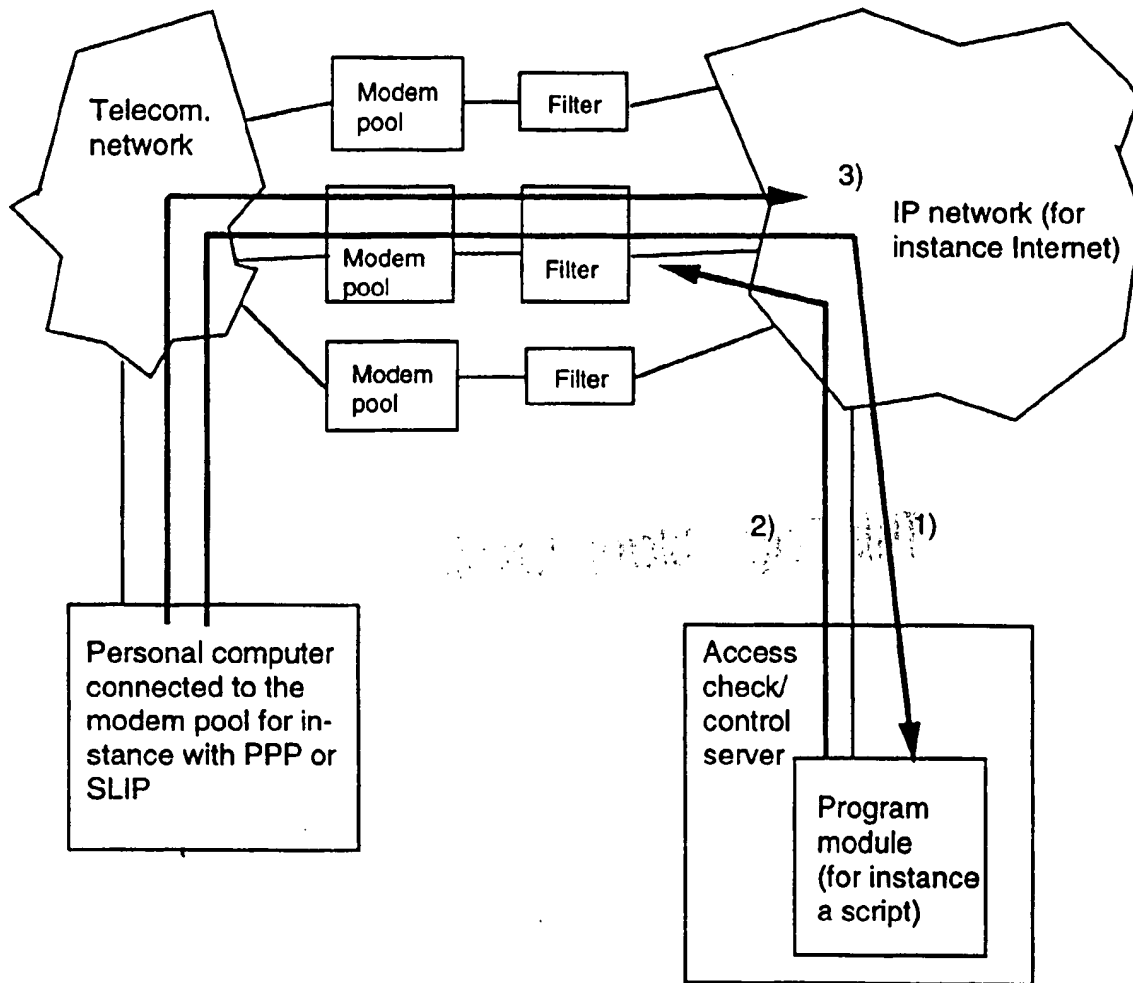 Telecom.
network
Modem
pool
Filter
3)
IP network (for
instance Internet)
Modem
pool
Filter
Modem
pool
Filter
2)
1)
Personal computer
connected to the
modem pool for in-
stance with PPP or
SLIP
Access
check/
control
server
Program
module
(for instance
a script)